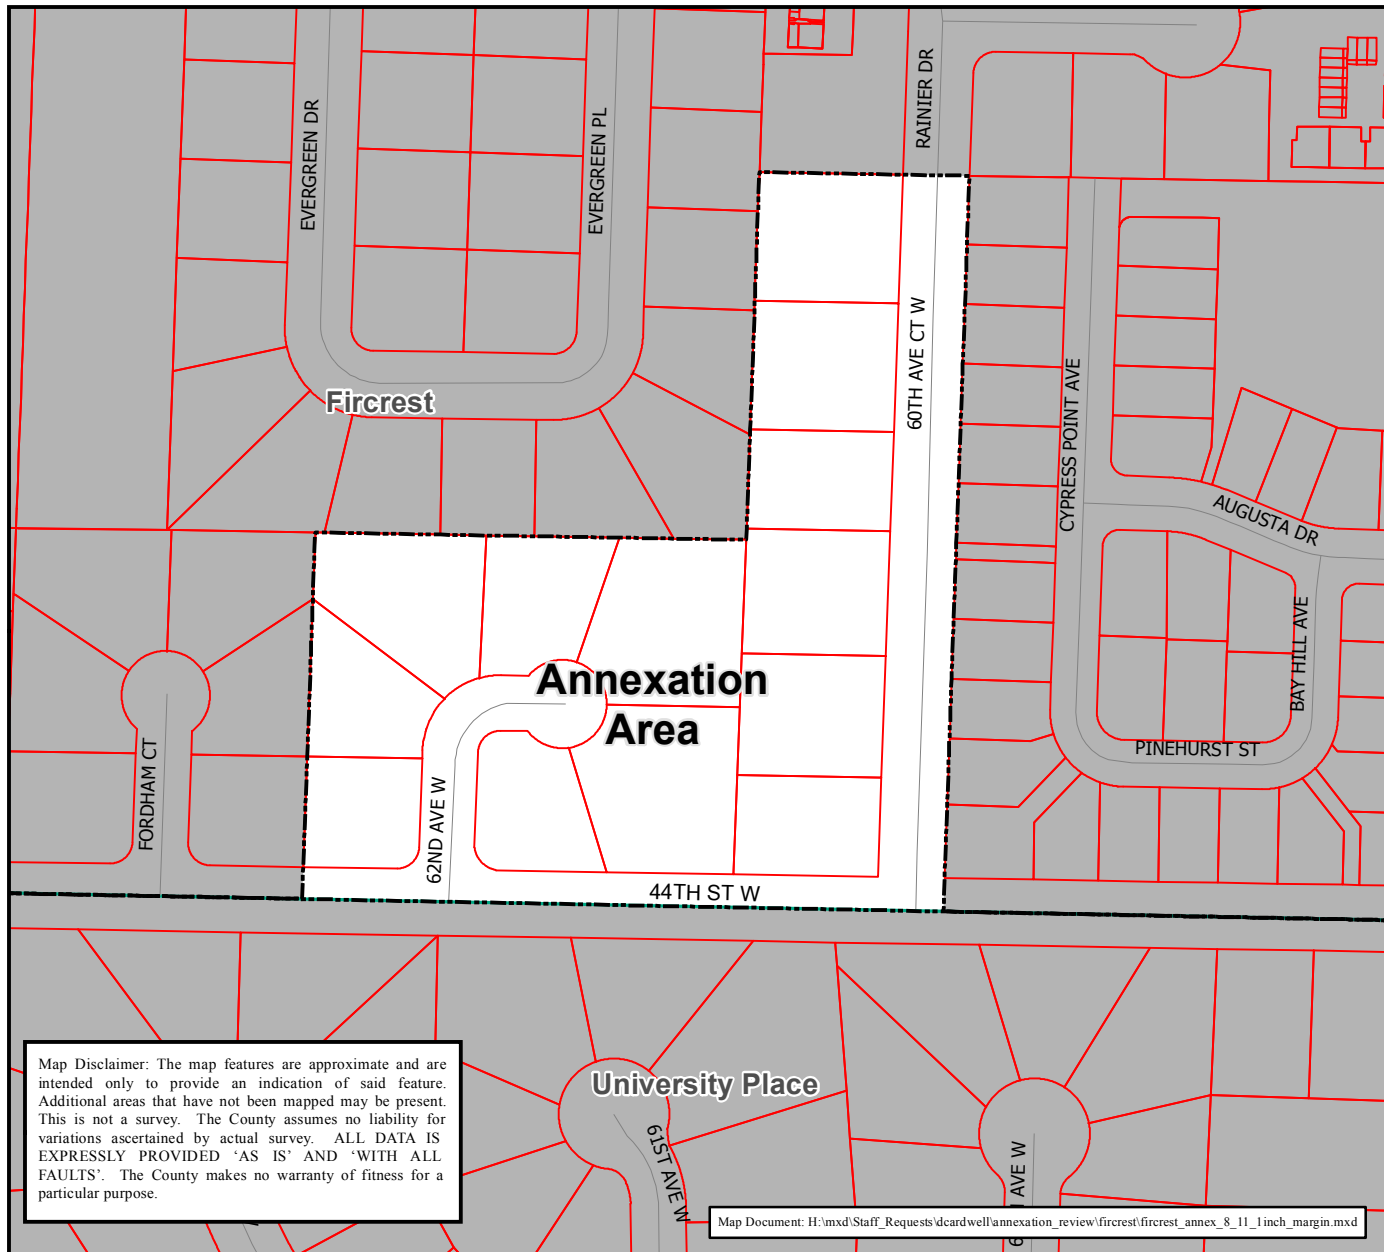 EVERGREEN DR
EVERGREEN PL
RAINIER DR
60TH AVE CT W
CYPRESS POINT AVE
Fircrest
AUGUSTA DR
BAY HILL AVE
PINEHURST ST
Annexation
Area
FORDHAM CT
62ND AVE W
44TH ST W
Map Disclaimer: The map features are approximate and are
intended only to provide an indication of said feature.
Additional areas that have not been mapped may be present.
This is not a survey. The County assumes no liability for
variations ascertained by actual survey. ALL DATA IS
EXPRESSLY PROVIDED ‘AS IS’ AND ‘WITH ALL
FAULTS’. The County makes no warranty of fitness for a
particular purpose.
University Place
61ST AVE W
AVE W
Map Document: H:\mxd\Staff_Requests\dcardwell\annexation_review\fircrest\fircrest_annex_8_11_1inch_margin.mxd